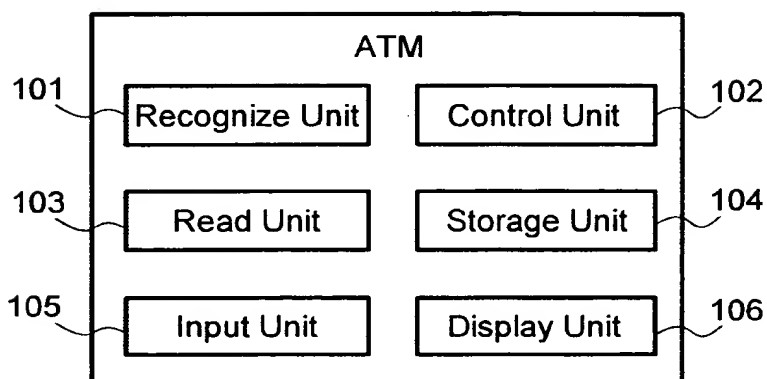 ATM
101 Recognize Unit Control Unit 102
103 Read Unit Storage Unit 104
105 Input Unit Display Unit 106